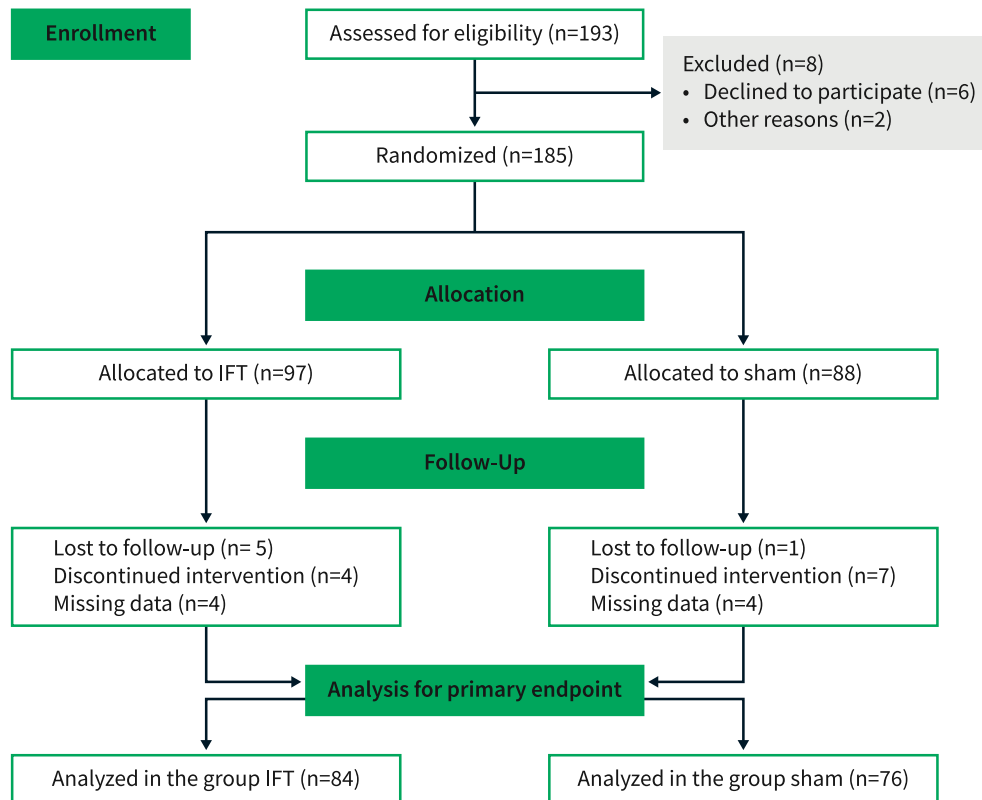 Enrollment
Assessed for eligibility (n=193)
Excluded (n=8)
• Declined to participate (n=6)
• Other reasons (n=2)
Randomized (n=185)
Allocation
Allocated to IFT (n=97)
Allocated to sham (n=88)
Follow-Up
Lost to follow-up (n= 5)
Discontinued intervention (n=4)
Missing data (n=4)
Lost to follow-up (n=1)
Discontinued intervention (n=7)
Missing data (n=4)
Analysis for primary endpoint
Analyzed in the group IFT (n=84)
Analyzed in the group sham (n=76)